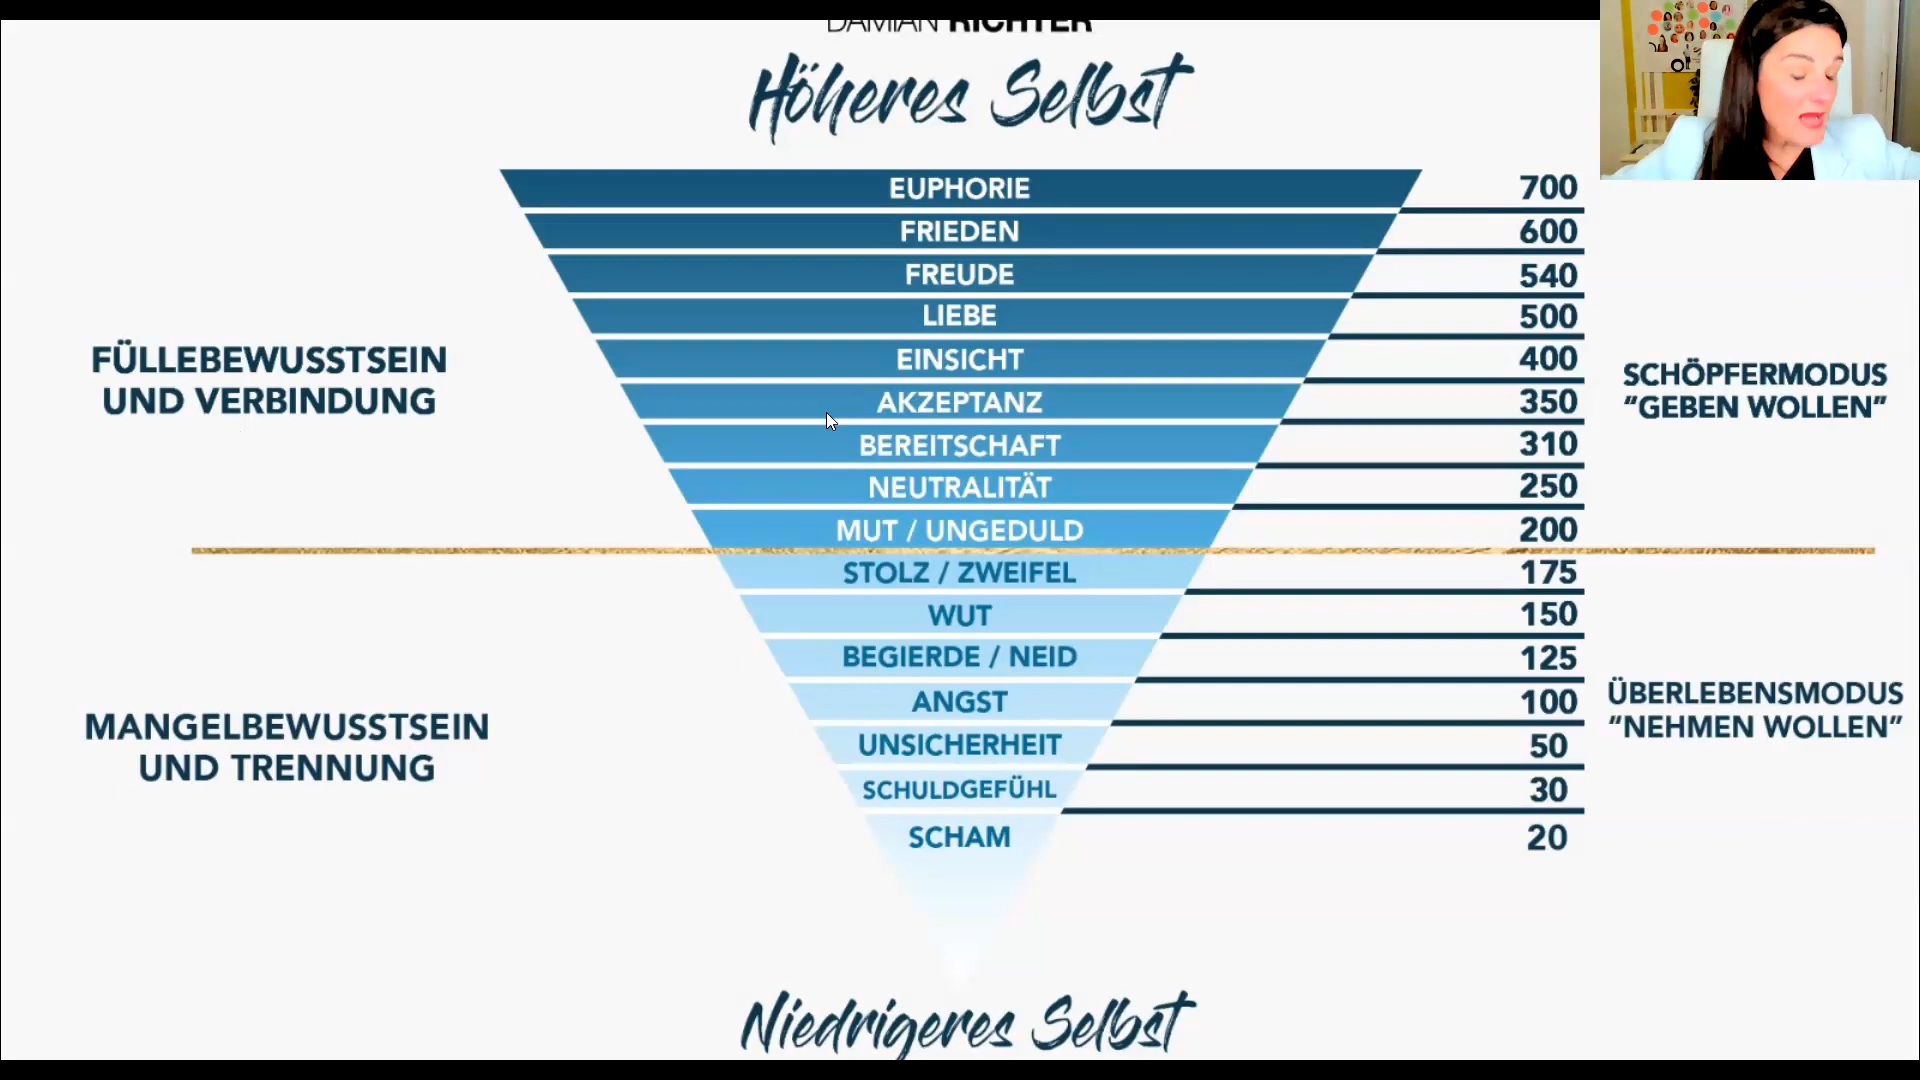 DAMIAN RICHTER
Höheres Selbst
EUPHORIE 700
FRIEDEN 600
FREUDE 540
LIEBE 500
EINSICHT 400
AKZEPTANZ 350
BEREITSCHAFT 310
NEUTRALITÄT 250
MUT / UNGEDULD 200
FÜLLEBEWUSSTSEIN
UND VERBINDUNG
SCHÖPFERMODUS
"GEBEN WOLLEN"
STOLZ / ZWEIFEL 175
WUT 150
BEGIERDE / NEID 125
ANGST 100
UNSICHERHEIT 50
SCHULDGEFÜHL 30
SCHAM 20
MANGELBEWUSSTSEIN
UND TRENNUNG
ÜBERLEBENSMODUS
"NEHMEN WOLLEN"
Niedrigeres Selbst